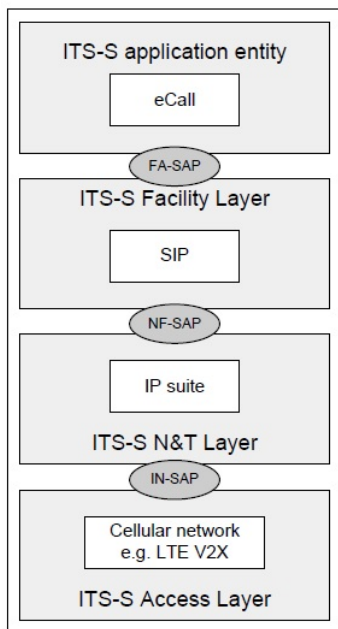 ITS-S application entity
eCall
FA-SAP
ITS-S Facility Layer
SIP
NF-SAP
IP suite
ITS-S N&T Layer
IN-SAP
Cellular network
e.g. LTE V2X
ITS-S Access Layer